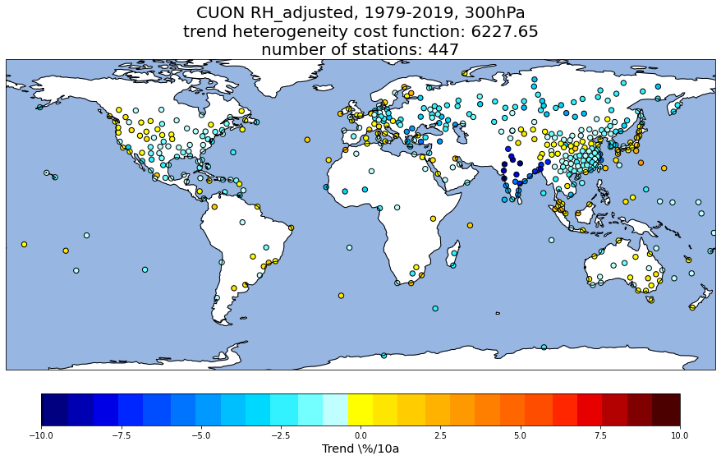 CUON RH_adjusted, 1979-2019, 300hPa
trend heterogeneity cost function: 6227.65
number of stations: 447
−10.0 −7.5 −5.0 −2.5 0.0 2.5 5.0 7.5 10.0
Trend \%/10a